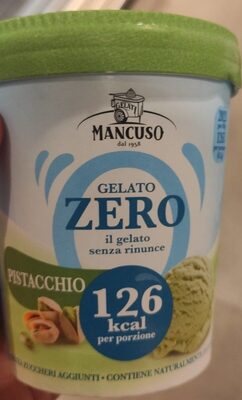 GELATI
MANCUSO
dal 1958
GELATO
ZERO
il gelato
senza rinunce
PISTACCHIO
126
kcal
per porzione
ZUCCHERI AGGIUNTI • CONTIENE NATURALMENTE